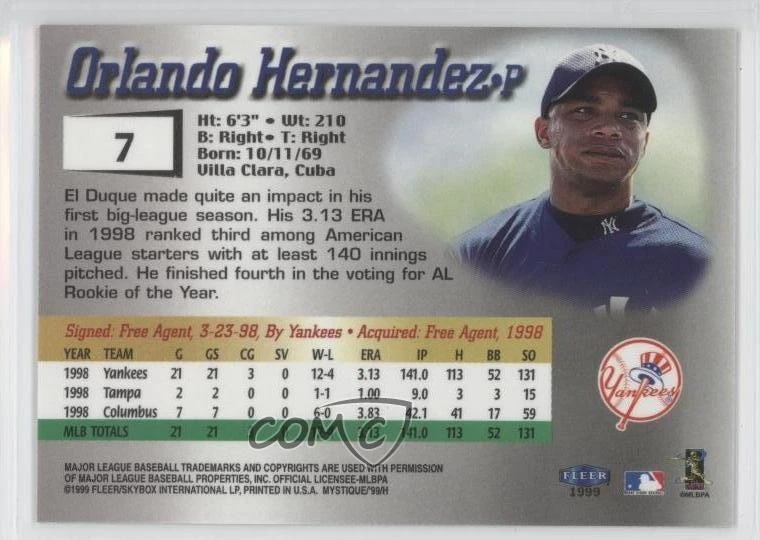 Orlando Hernandez•P
7
Ht: 6'3" • Wt: 210
B: Right• T: Right
Born: 10/11/69
Villa Clara, Cuba
El Duque made quite an impact in his
first big-league season. His 3.13 ERA
in 1998 ranked third among American
League starters with at least 140 innings
pitched. He finished fourth in the voting for AL
Rookie of the Year.
NY
Signed: Free Agent, 3-23-98, By Yankees • Acquired: Free Agent, 1998
YEAR TEAM G GS CG SV W-L ERA IP H BB SO
1998 Yankees 21 21 3 0 12-4 3.13 141.0 113 52 131
1998 Tampa 2 2 0 0 1-1 1.00 9.0 3 3 15
1998 Columbus 7 7 0 0 6-0 3.83 42.1 41 17 59
MLB TOTALS 21 21 3.13 141.0 113 52 131
Yankees
COMC
MAJOR LEAGUE BASEBALL TRADEMARKS AND COPYRIGHTS ARE USED WITH PERMISSION
OF MAJOR LEAGUE BASEBALL PROPERTIES, INC. OFFICIAL LICENSEE-MLBPA
©1999 FLEER/SKYBOX INTERNATIONAL LP, PRINTED IN U.S.A. MYSTIQUE'99/H
FLEER
1999
©MLBPA